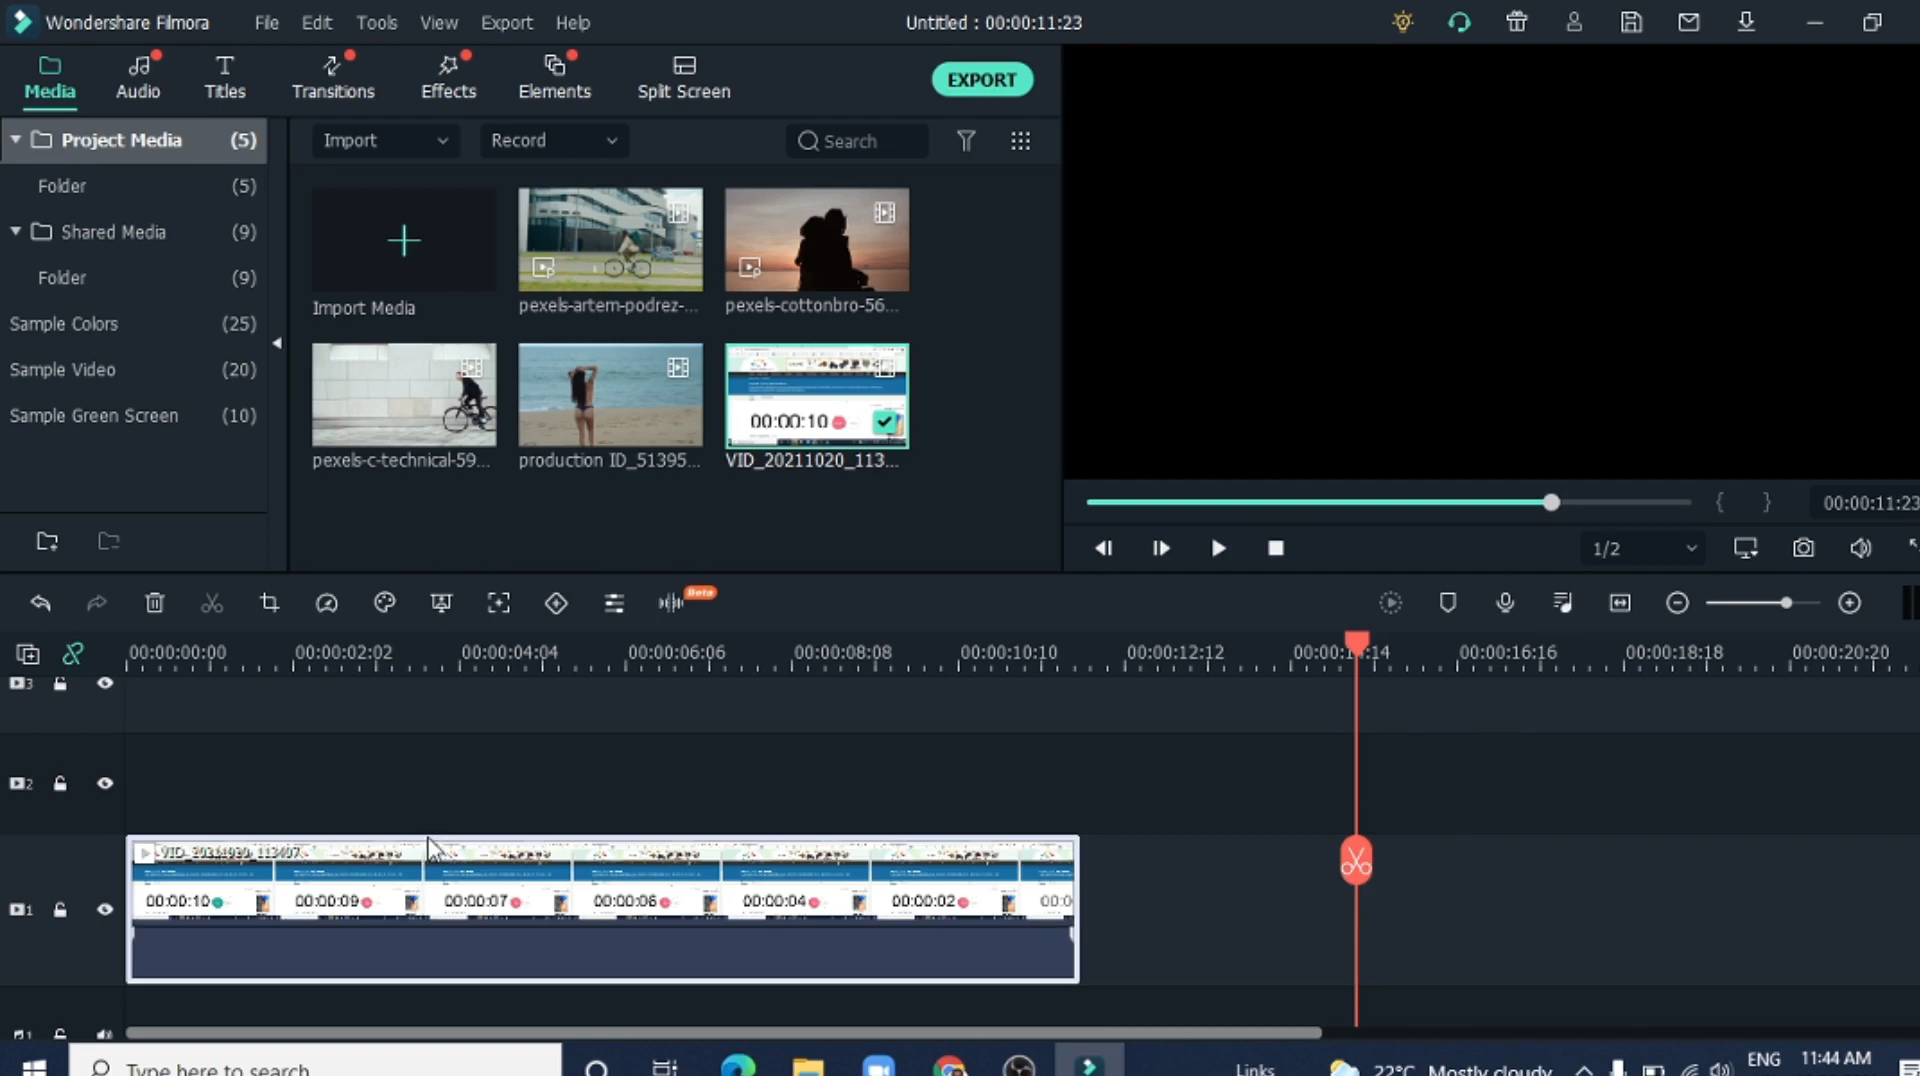 Wondershare Filmora File Edit Tools View Export Help Untitled : 00:00:11:23
Media Audio Titles Transitions Effects Elements Split Screen EXPORT
Project Media (5)
Folder (5)
Shared Media (9)
Folder (9)
Sample Colors (25)
Sample Video (20)
Sample Green Screen (10)
Import Record Search
Import Media pexels-artem-podrez-... pexels-cottonbro-56...
00:00:10
pexels-c-technical-59... production ID_51395... VID_20211020_113...
00:00:11:23
1/2
Beta
00:00:00:00 00:00:02:02 00:00:04:04 00:00:06:06 00:00:08:08 00:00:10:10 00:00:12:12 00:00:14:14 00:00:16:16 00:00:18:18 00:00:20:20
3
2
1
00:00:10 00:00:09 00:00:07 00:00:06 00:00:04 00:00:02 00:0
1
Type here to search Links 22°C Mostly cloudy ENG 11:44 AM